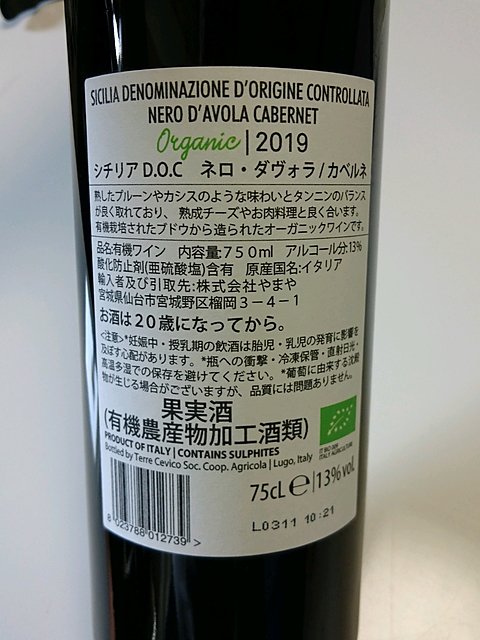 SICILIA DENOMINAZIONE D'ORIGINE CONTROLLATA
NERO D'AVOLA CABERNET
Organic | 2019
シチリア D.O.C ネロ・ダヴォラ / カベルネ
熟したプルーンやカシスのような味わいとタンニンのバランス
が良く取れており、熟成チーズやお肉料理と良く合います。
有機栽培されたブドウから造られたオーガニックワインです。
品名:有機ワイン 内容量:750ml アルコール分:13%
酸化防止剤(亜硫酸塩)含有 原産国名:イタリア
輸入者及び引取先:株式会社やまや
宮城県仙台市宮城野区榴岡3-4-1
お酒は20歳になってから。
<注意>*妊娠中・授乳期の飲酒は胎児・乳児の発育に影響を
及ぼす心配があります。*瓶への衝撃・冷凍保管・直射日光・
高温多湿での保存を避けてください。*葡萄に由来する沈殿
物が生じる場合がございますが、品質には問題ありません。
果実酒
(有機農産物加工酒類)
PRODUCT OF ITALY | CONTAINS SULPHITES
Bottled by Terre Cevico Soc. Coop. Agricola | Lugo, Italy
IT BIO
ITALY AGRICULTURE
75cL e | 13% vol
L0311 10:21
8 023788 012739 >